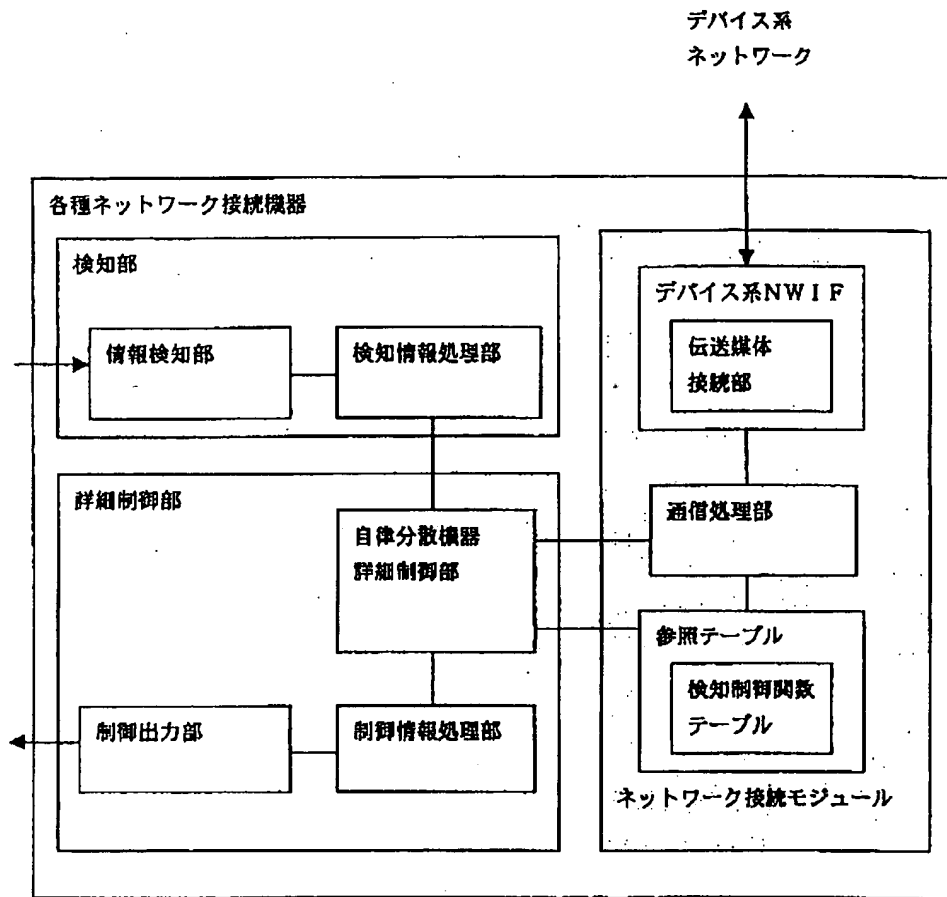 デバイス系
ネットワーク
各種ネットワーク接続機器
検知部
情報検知部
検知情報処理部
デバイス系NWIF
伝送媒体
接続部
詳細制御部
自律分散機器
詳細制御部
通信処理部
参照テーブル
検知制御関数
テーブル
制御出力部
制御情報処理部
ネットワーク接続モジュール